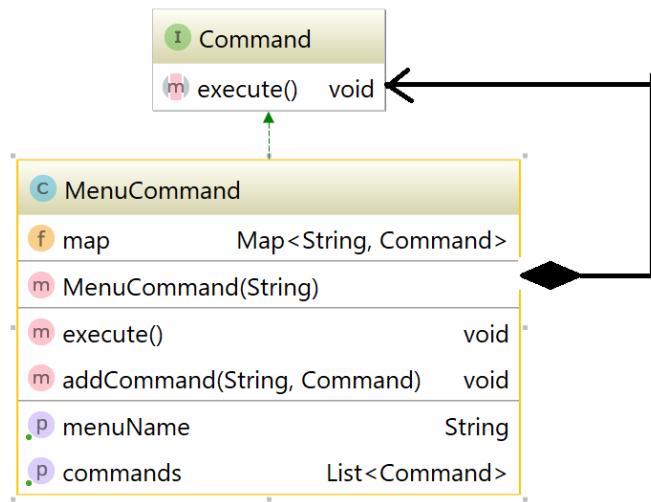 I Command
m execute() void
C MenuCommand
f map Map<String, Command>
m MenuCommand(String)
m execute() void
m addCommand(String, Command) void
p menuName String
p commands List<Command>